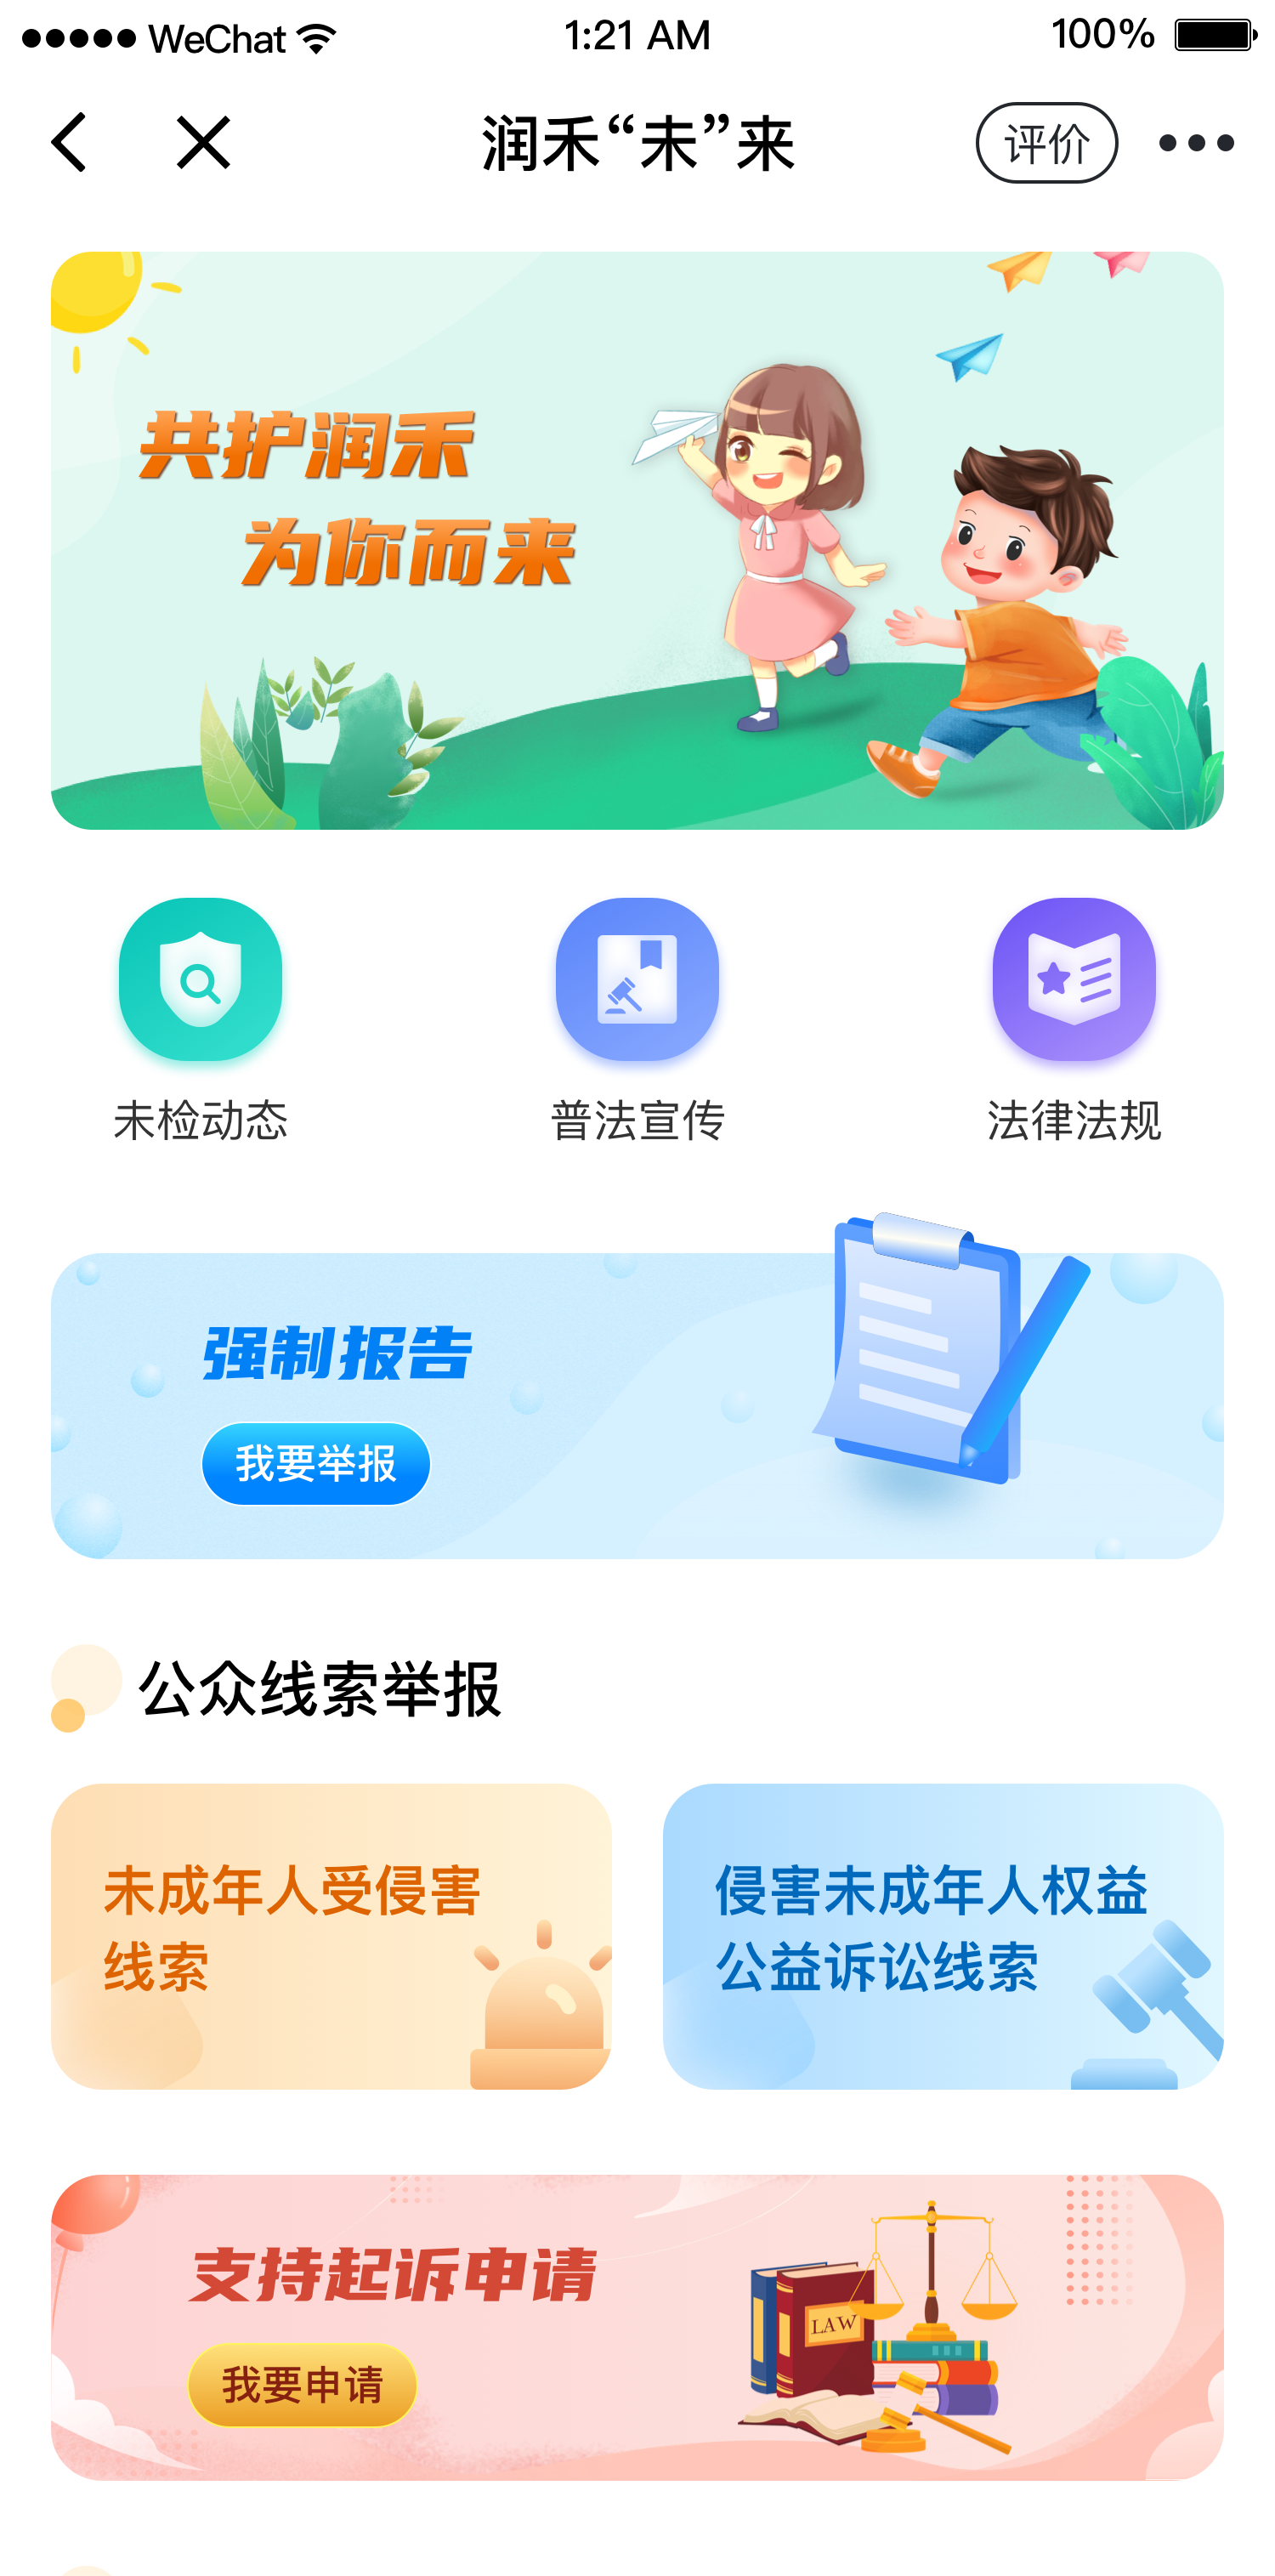 WeChat 1:21 AM 100%
润禾“未”来
评价
共护润禾
为你而来
未检动态
普法宣传
法律法规
强制报告
我要举报
公众线索举报
未成年人受侵害
线索
侵害未成年人权益
公益诉讼线索
支持起诉申请
LAW
我要申请